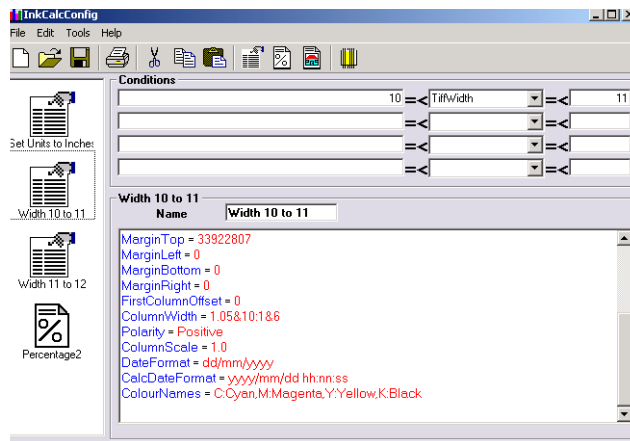 InkCalcConfig
File Edit Tools Help
Conditions
10 =< TiffWidth =< 11
=< =<
=< =<
=< =<
Set Units to Inches
Width 10 to 11
Width 11 to 12
Percentage2
Width 10 to 11
Name Width 10 to 11
MarginTop = 33922807
MarginLeft = 0
MarginBottom = 0
MarginRight = 0
FirstColumnOffset = 0
ColumnWidth = 1.05&10:1&6
Polarity = Positive
ColumnScale = 1.0
DateFormat = dd/mm/yyyy
CalcDateFormat = yyyy/mm/dd hh:nn:ss
ColourNames = C:Cyan,M:Magenta,Y:Yellow,K:Black